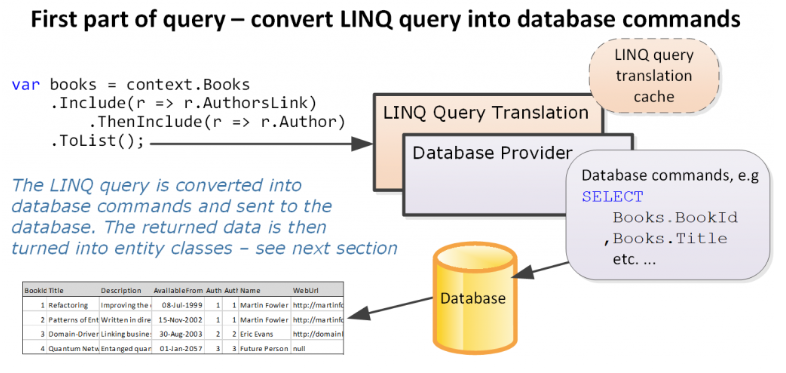 First part of query – convert LINQ query into database commands
var books = context.Books
.Include(r => r.AuthorsLink)
.ThenInclude(r => r.Author)
.ToList();
LINQ query
translation
cache
LINQ Query Translation
Database Provider
Database commands, e.g
SELECT
Books.BookId
,Books.Title
etc. ...
The LINQ query is converted into
database commands and sent to the
database. The returned data is then
turned into entity classes – see next section
Database
BookId Title Description AvailableFrom Auth Auth Name WebUrl
1 Refactoring Improving the 08-Jul-1999 1 1 Martin Fowler http://martinfo
2 Patterns of Ent Written in dire 15-Nov-2002 1 1 Martin Fowler http://martinfo
3 Domain-Driver Linking busines 30-Aug-2003 2 2 Eric Evans http://domainl
4 Quantum Netw Entanged quar 01-Jan-2057 3 3 Future Person null